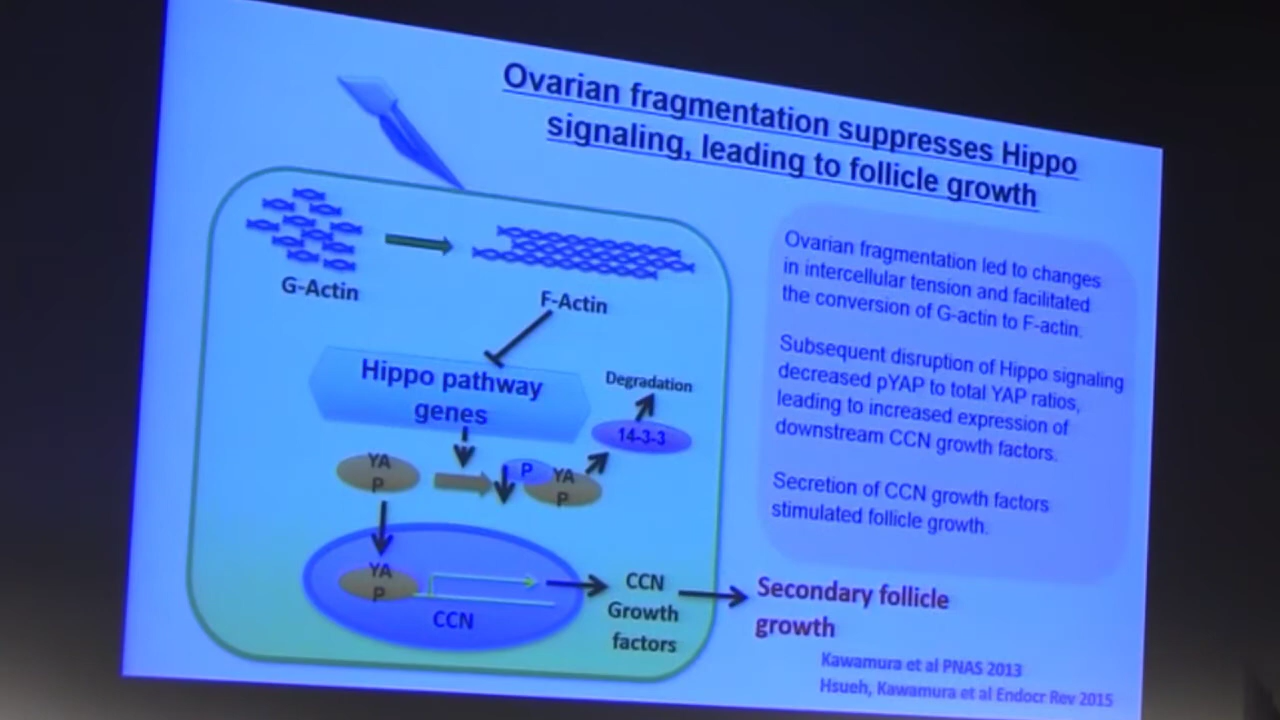 Ovarian fragmentation suppresses Hippo
signaling, leading to follicle growth
G-Actin
F-Actin
Hippo pathway
genes
Degradation
14-3-3
YA
P
P
YA
P
YA
P
CCN
CCN
Growth
factors
Secondary follicle
growth
Ovarian fragmentation led to changes
in intercellular tension and facilitated
the conversion of G-actin to F-actin.
Subsequent disruption of Hippo signaling
decreased pYAP to total YAP ratios,
leading to increased expression of
downstream CCN growth factors.
Secretion of CCN growth factors
stimulated follicle growth.
Kawamura et al PNAS 2013
Hsueh, Kawamura et al Endocr Rev 2015